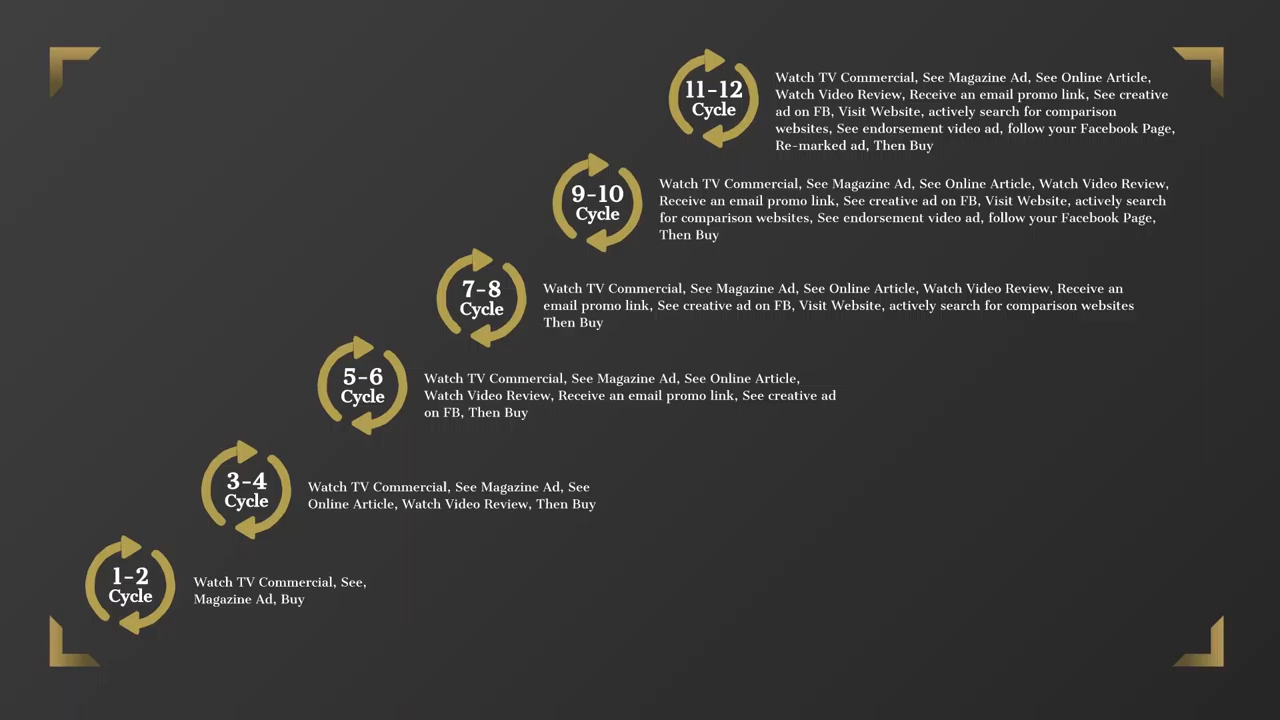 11-12
Cycle
Watch TV Commercial, See Magazine Ad, See Online Article,
Watch Video Review, Receive an email promo link, See creative
ad on FB, Visit Website, actively search for comparison
websites, See endorsement video ad, follow your Facebook Page,
Re-marked ad, Then Buy
9-10
Cycle
Watch TV Commercial, See Magazine Ad, See Online Article, Watch Video Review,
Receive an email promo link, See creative ad on FB, Visit Website, actively search
for comparison websites, See endorsement video ad, follow your Facebook Page,
Then Buy
7-8
Cycle
Watch TV Commercial, See Magazine Ad, See Online Article, Watch Video Review, Receive an
email promo link, See creative ad on FB, Visit Website, actively search for comparison websites
Then Buy
5-6
Cycle
Watch TV Commercial, See Magazine Ad, See Online Article,
Watch Video Review, Receive an email promo link, See creative ad
on FB, Then Buy
3-4
Cycle
Watch TV Commercial, See Magazine Ad, See
Online Article, Watch Video Review, Then Buy
1-2
Cycle
Watch TV Commercial, See,
Magazine Ad, Buy